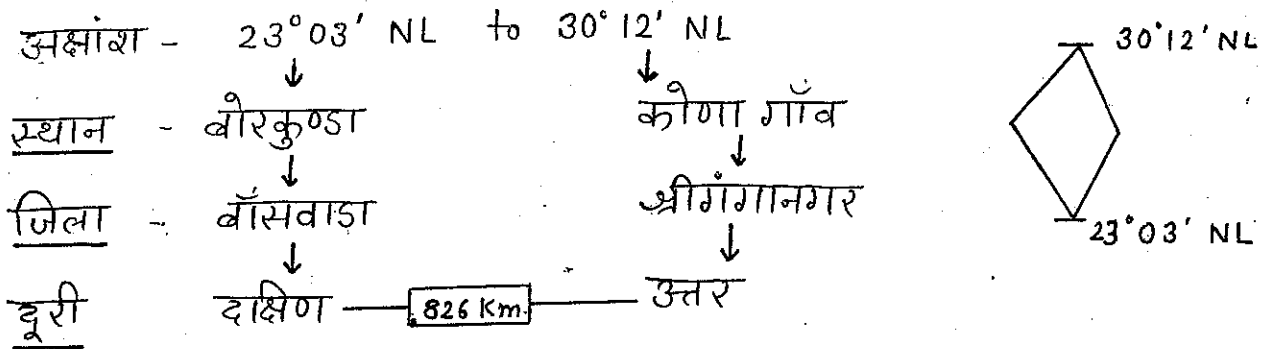 अक्षांश - 23°03' NL to 30°12' NL
30°12' NL
स्थान - बोरकुण्डा कोणा गाँव
जिला - बाँसवाडा श्रीगंगानगर
23°03' NL
दूरी दक्षिण 826 Km. उत्तर